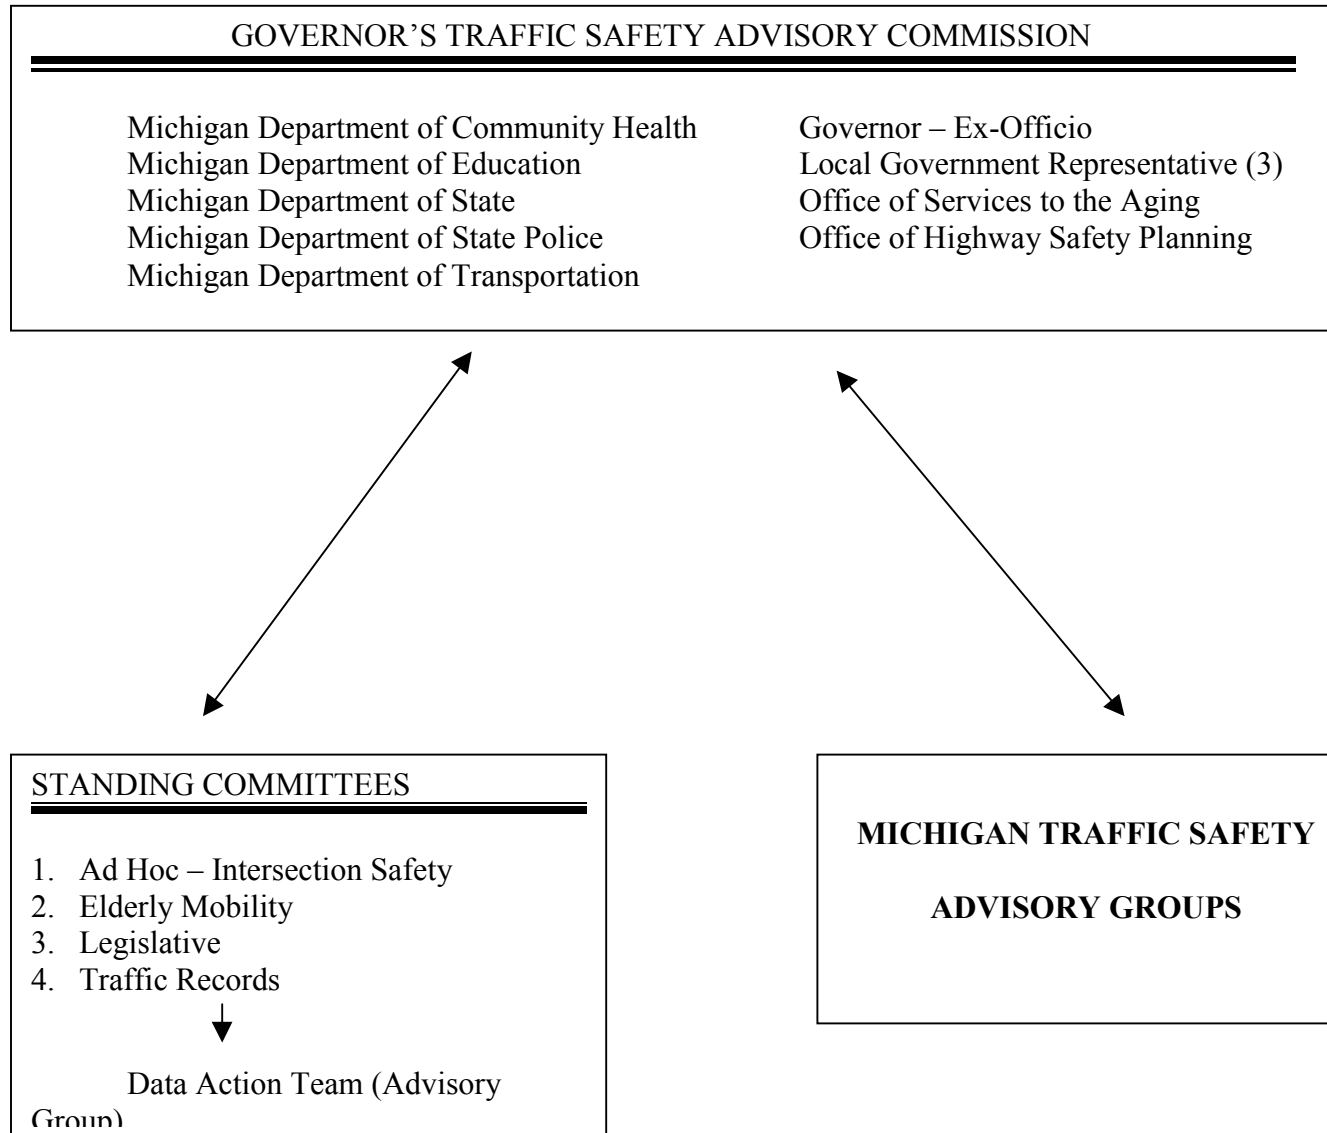 GOVERNOR’S TRAFFIC SAFETY ADVISORY COMMISSION
Michigan Department of Community Health
Michigan Department of Education
Michigan Department of State
Michigan Department of State Police
Michigan Department of Transportation
Governor – Ex-Officio
Local Government Representative (3)
Office of Services to the Aging
Office of Highway Safety Planning
STANDING COMMITTEES
1. Ad Hoc – Intersection Safety
2. Elderly Mobility
3. Legislative
4. Traffic Records
Data Action Team (Advisory
Group)
MICHIGAN TRAFFIC SAFETY
ADVISORY GROUPS